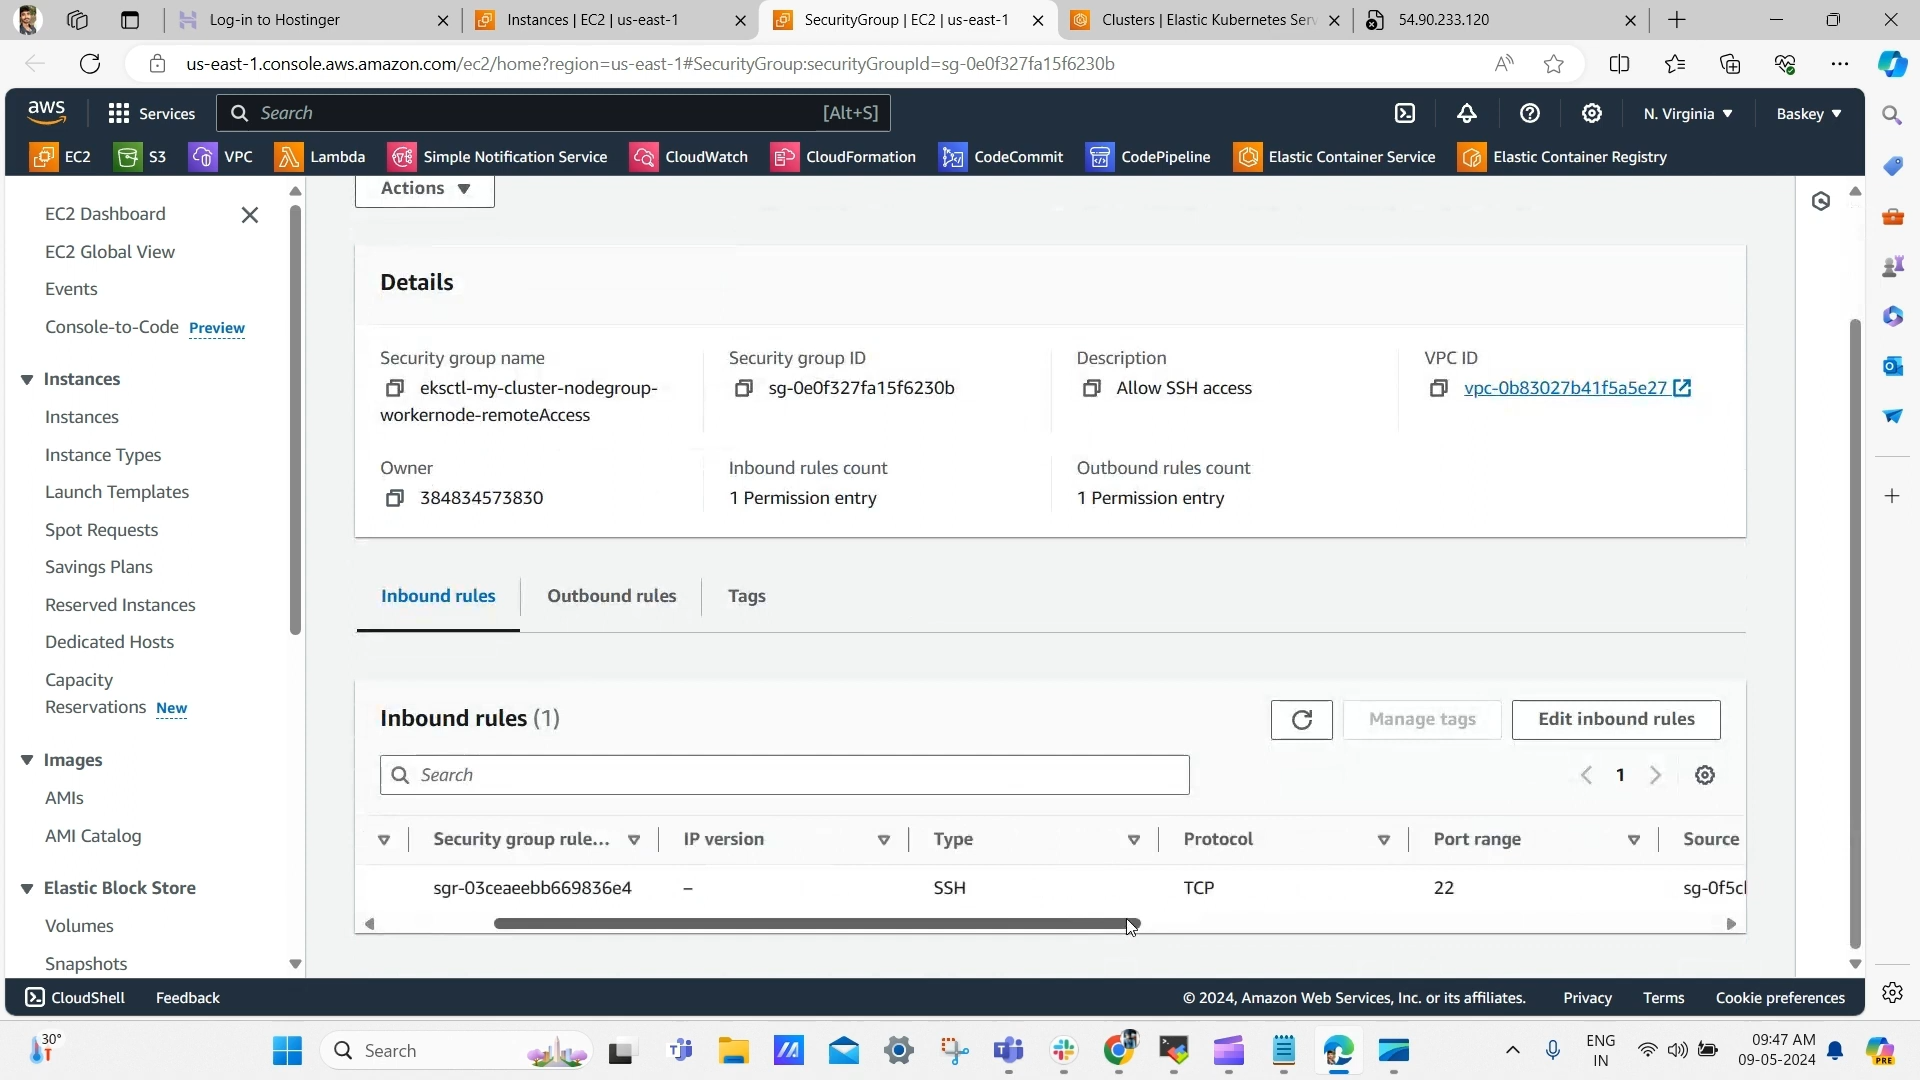 Log-in to Hostinger
Instances | EC2 | us-east-1
SecurityGroup | EC2 | us-east-1
Clusters | Elastic Kubernetes Serv
54.90.233.120
us-east-1.console.aws.amazon.com/ec2/home?region=us-east-1#SecurityGroup:securityGroupId=sg-0e0f327fa15f6230b
aws
Services
Search
[Alt+S]
N. Virginia
Baskey
EC2
S3
VPC
Lambda
Simple Notification Service
CloudWatch
CloudFormation
CodeCommit
CodePipeline
Elastic Container Service
Elastic Container Registry
EC2 Dashboard
EC2 Global View
Events
Console-to-Code Preview
Instances
Instances
Instance Types
Launch Templates
Spot Requests
Savings Plans
Reserved Instances
Dedicated Hosts
Capacity
Reservations New
Images
AMIs
AMI Catalog
Elastic Block Store
Volumes
Snapshots
Actions
Details
Security group name
eksctl-my-cluster-nodegroup-
workernode-remoteAccess
Security group ID
sg-0e0f327fa15f6230b
Description
Allow SSH access
VPC ID
vpc-0b83027b41f5a5e27
Owner
384834573830
Inbound rules count
1 Permission entry
Outbound rules count
1 Permission entry
Inbound rules
Outbound rules
Tags
Inbound rules (1)
Manage tags
Edit inbound rules
Search
1
Security group rule...
IP version
Type
Protocol
Port range
Source
sgr-03ceaeebb669836e4
–
SSH
TCP
22
sg-0f5cl
CloudShell
Feedback
© 2024, Amazon Web Services, Inc. or its affiliates.
Privacy
Terms
Cookie preferences
30°
Search
ENG
IN
09:47 AM
09-05-2024
PRE